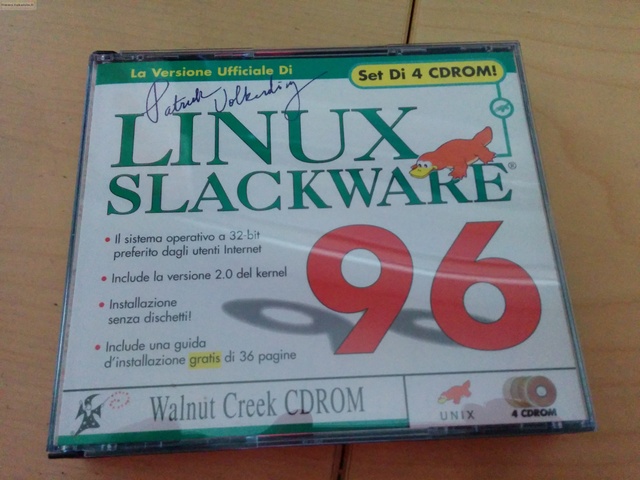 La Versione Ufficiale Di
Set Di 4 CDROM!
Patrick Volkerding
LINUX
SLACKWARE®
96
• Il sistema operativo a 32-bit
preferito dagli utenti Internet
• Include la versione 2.0 del kernel
• Installazione
senza dischetti!
• Include una guida
d'installazione gratis di 36 pagine
Walnut Creek CDROM
UNIX
4 CDROM